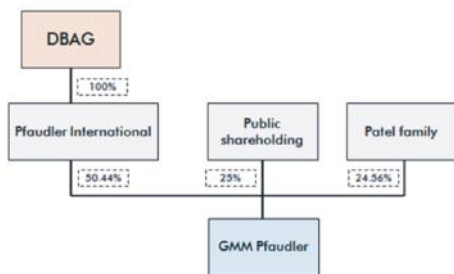 DBAG
100%
Pfaudler International
Public
shareholding
Patel family
50.44%
25%
24.56%
GMM Pfaudler